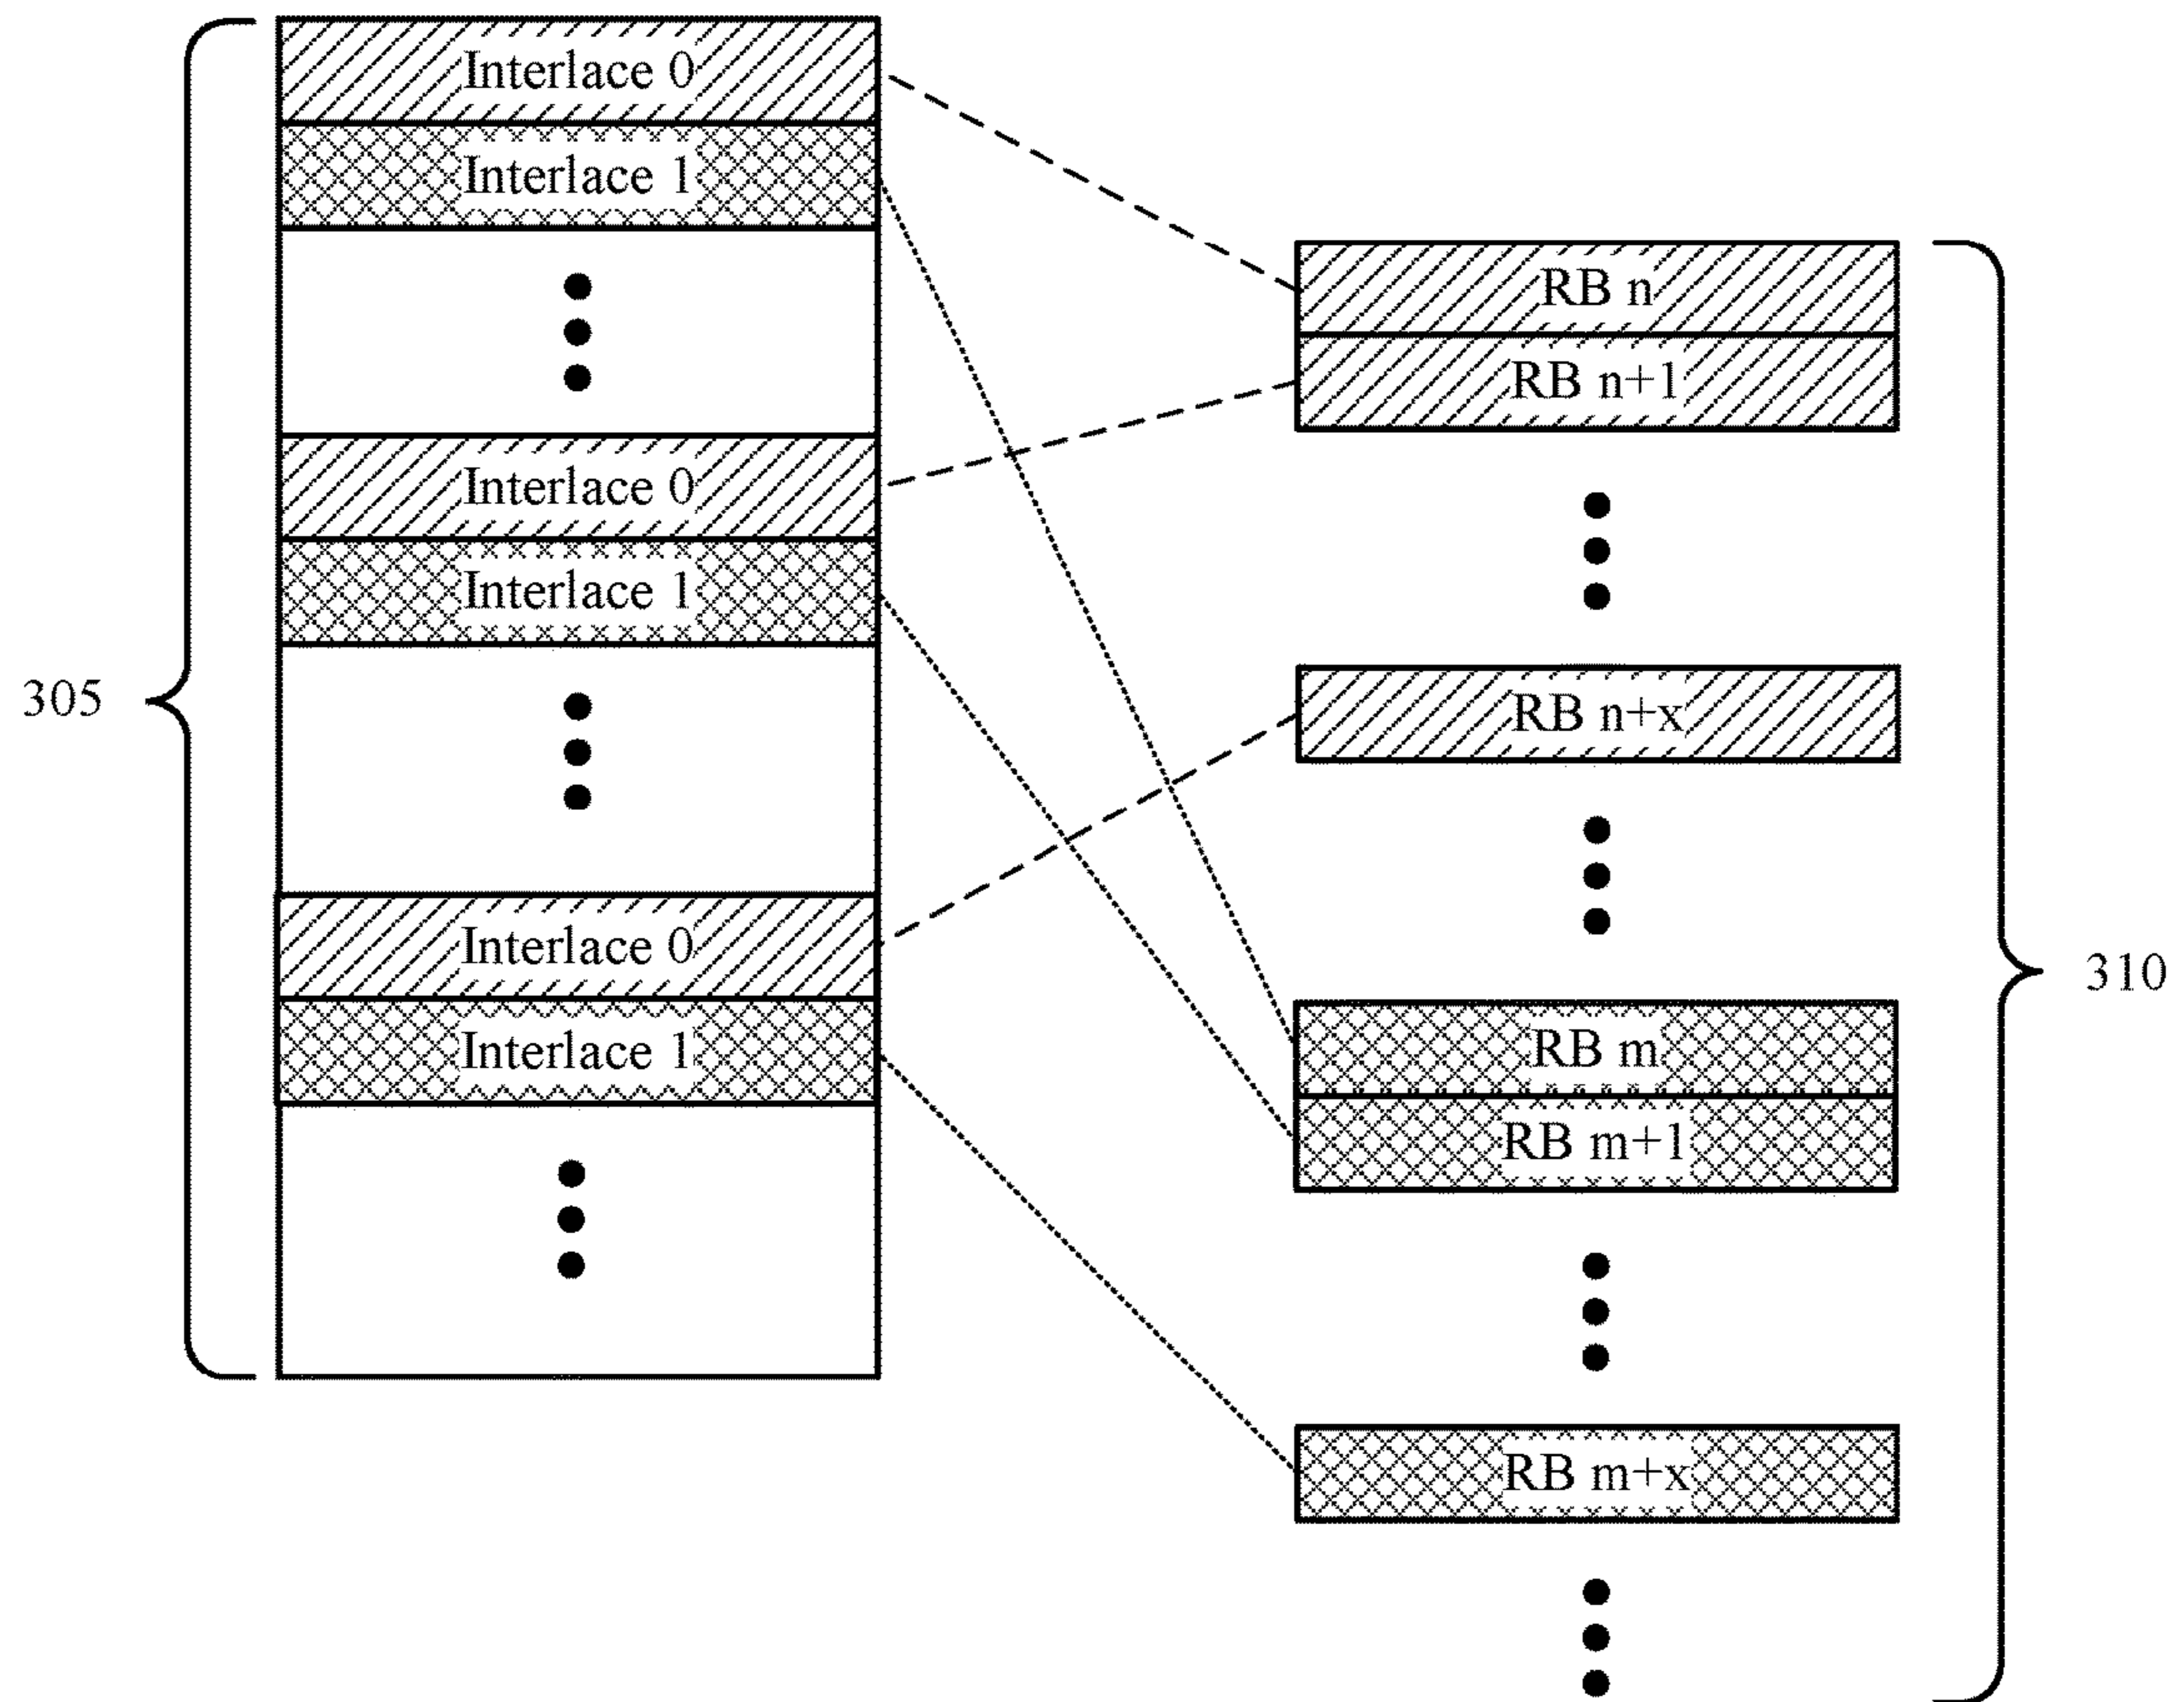 305
Interlace 0
Interlace 1
Interlace 0
Interlace 1
Interlace 0
Interlace 1
RB n
RB n+1
RB n+x
RB m
RB m+1
RB m+x
310